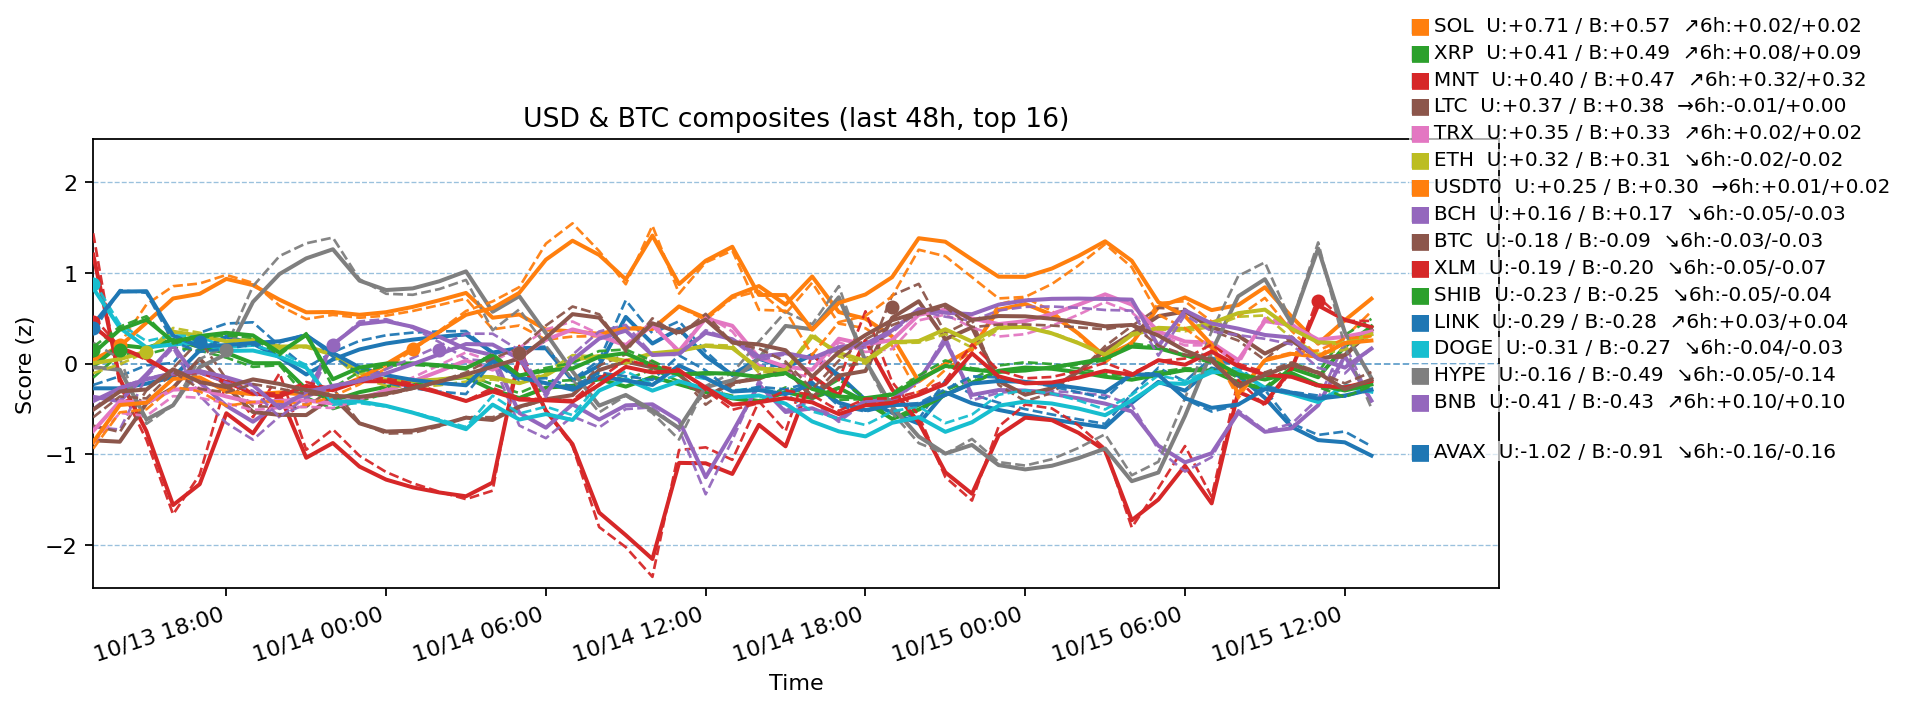 SOL U:+0.71 / B:+0.57 ↗6h:+0.02/+0.02
XRP U:+0.41 / B:+0.49 ↗6h:+0.08/+0.09
MNT U:+0.40 / B:+0.47 ↗6h:+0.32/+0.32
LTC U:+0.37 / B:+0.38 →6h:-0.01/+0.00
TRX U:+0.35 / B:+0.33 ↗6h:+0.02/+0.02
ETH U:+0.32 / B:+0.31 ↘6h:-0.02/-0.02
USDT0 U:+0.25 / B:+0.30 →6h:+0.01/+0.02
BCH U:+0.16 / B:+0.17 ↘6h:-0.05/-0.03
BTC U:-0.18 / B:-0.09 ↘6h:-0.03/-0.03
XLM U:-0.19 / B:-0.20 ↘6h:-0.05/-0.07
SHIB U:-0.23 / B:-0.25 ↘6h:-0.05/-0.04
LINK U:-0.29 / B:-0.28 ↗6h:+0.03/+0.04
DOGE U:-0.31 / B:-0.27 ↘6h:-0.04/-0.03
HYPE U:-0.16 / B:-0.49 ↘6h:-0.05/-0.14
BNB U:-0.41 / B:-0.43 ↗6h:+0.10/+0.10
AVAX U:-1.02 / B:-0.91 ↘6h:-0.16/-0.16
USD & BTC composites (last 48h, top 16)
Score (z)
2
1
0
−1
−2
10/13 18:00
10/14 00:00
10/14 06:00
10/14 12:00
10/14 18:00
10/15 00:00
10/15 06:00
10/15 12:00
Time